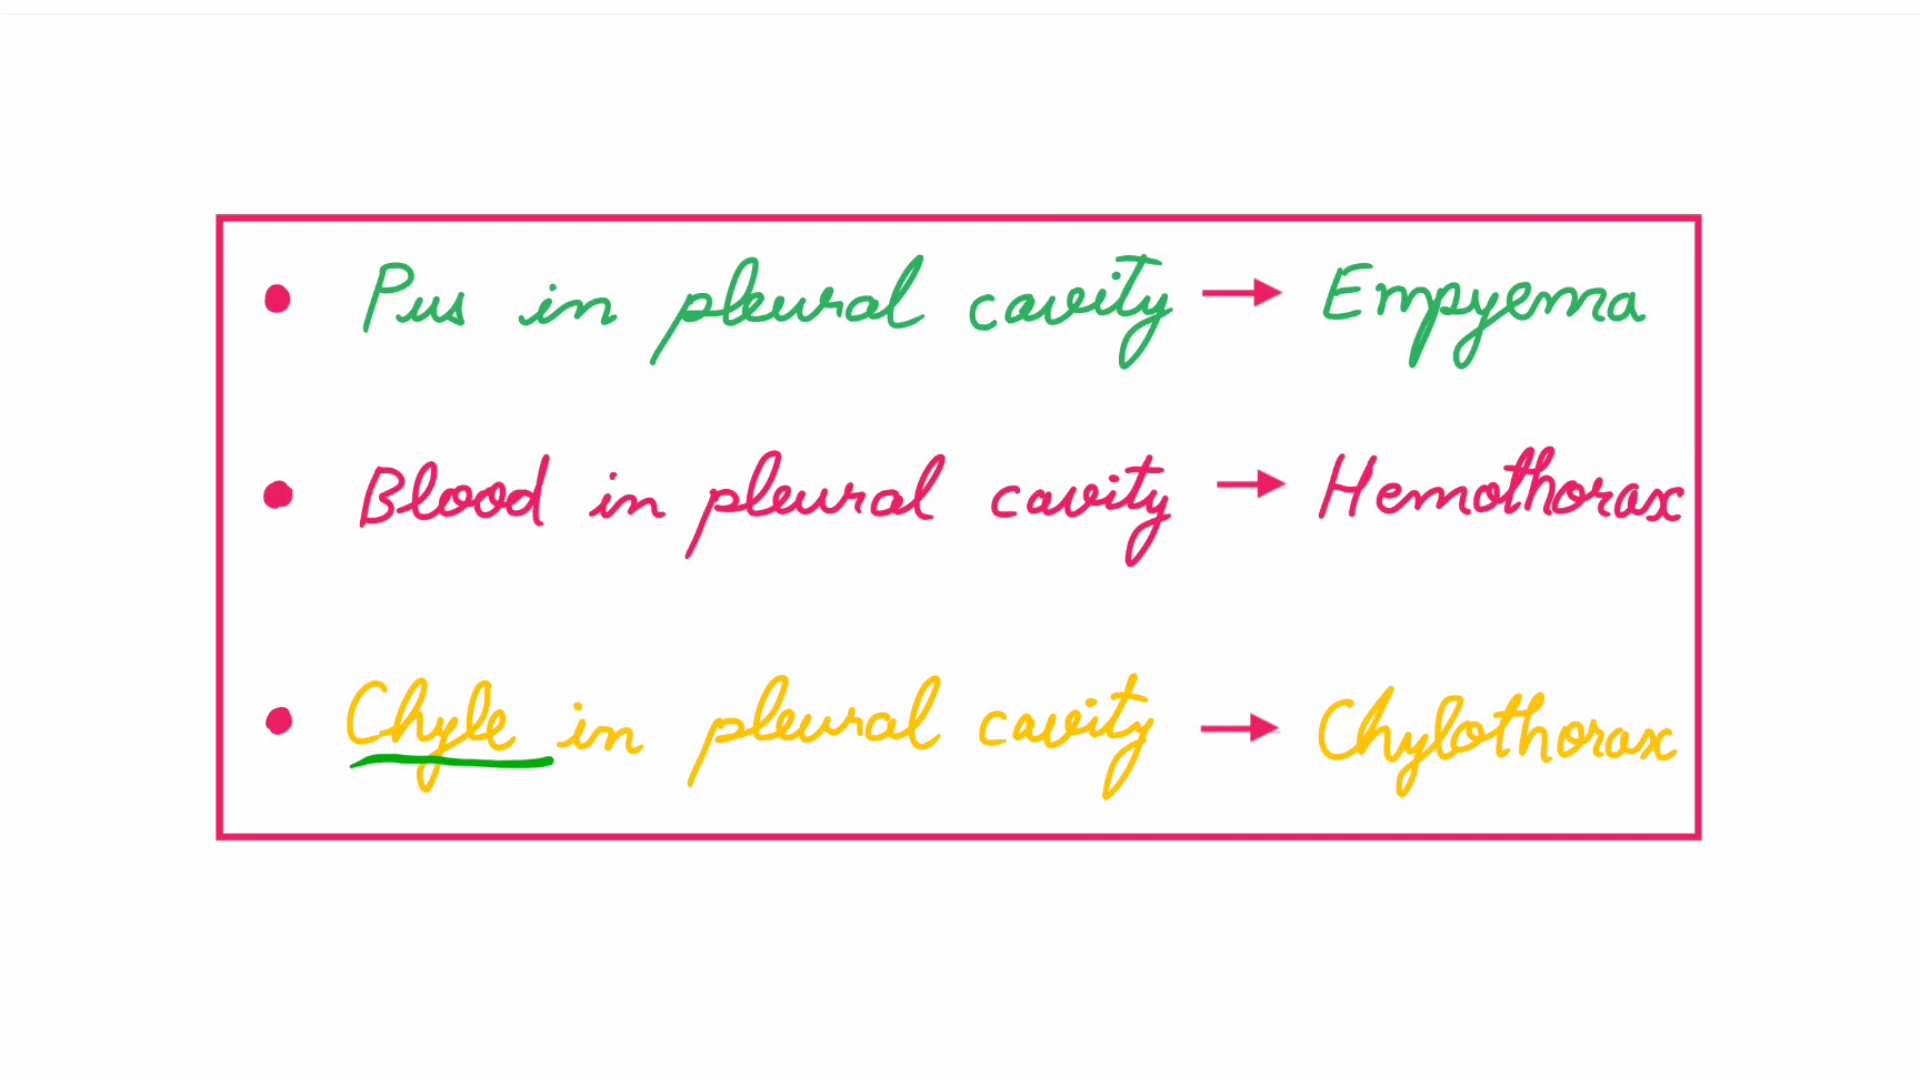 • Pus in pleural cavity → Empyema
• Blood in pleural cavity → Hemothorax
• Chyle in pleural cavity → Chylothorax